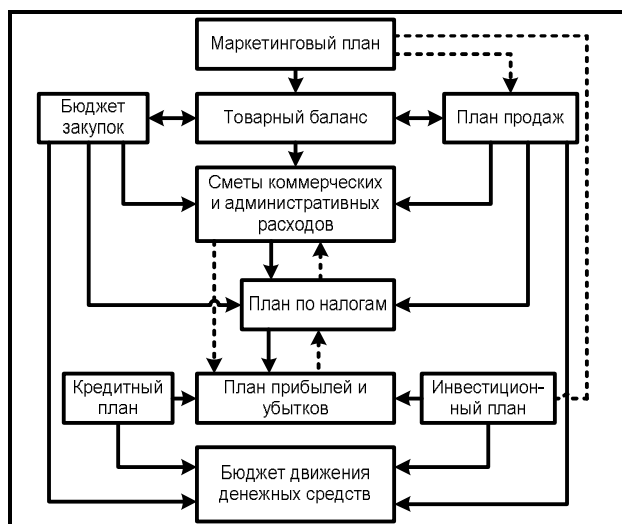 Маркетинговый план
Бюджет
закупок
Товарный баланс
План продаж
Сметы коммерческих
и административных
расходов
План по налогам
Кредитный
план
План прибылей и
убытков
Инвестицион-
ный план
Бюджет движения
денежных средств